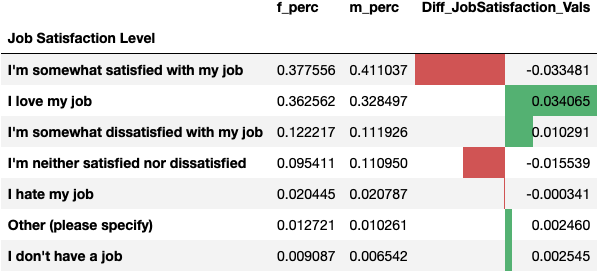 f_perc m_perc Diff_JobSatisfaction_Vals
Job Satisfaction Level
I'm somewhat satisfied with my job 0.377556 0.411037 -0.033481
I love my job 0.362562 0.328497 0.034065
I'm somewhat dissatisfied with my job 0.122217 0.111926 0.010291
I'm neither satisfied nor dissatisfied 0.095411 0.110950 -0.015539
I hate my job 0.020445 0.020787 -0.000341
Other (please specify) 0.012721 0.010261 0.002460
I don't have a job 0.009087 0.006542 0.002545